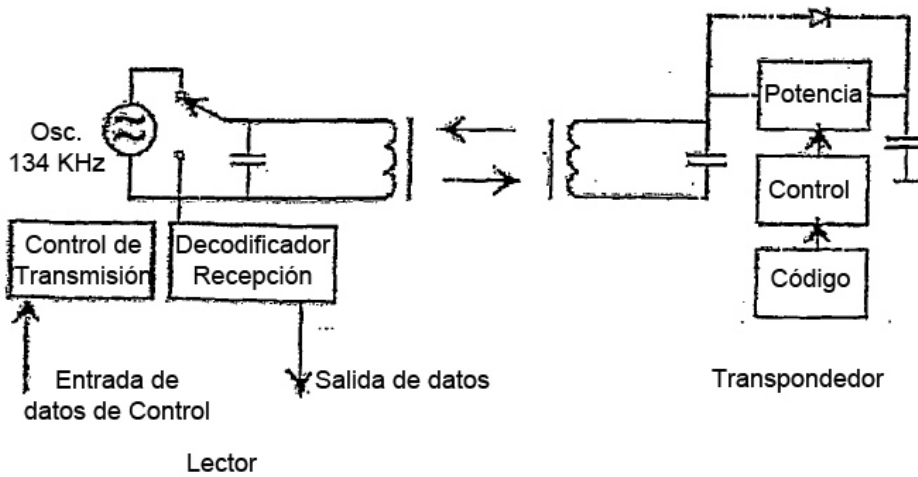 Osc.
134 KHz
Control de
Transmisión
Decodificador
Recepción
Entrada de
datos de Control
Salida de datos
Lector
Potencia
Control
Código
Transpondedor